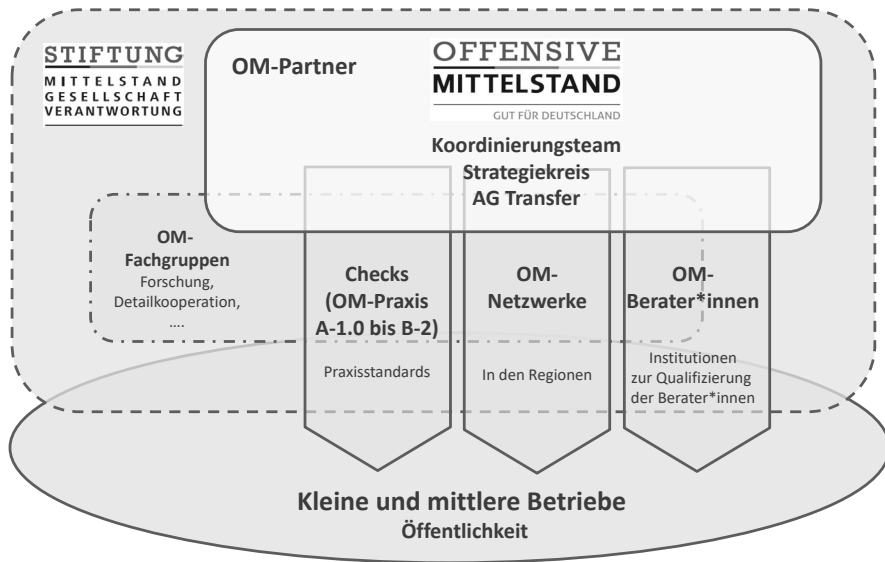 STIFTUNG
MITTELSTAND
GESELLSCHAFT
VERANTWORTUNG
OM-Partner
OFFENSIVE
MITTELSTAND
GUT FÜR DEUTSCHLAND
Koordinierungsteam
Strategiekreis
AG Transfer
OM-
Fachgruppen
Forschung,
Detailkooperation,
....
Checks
(OM-Praxis
A-1.0 bis B-2)
Praxisstandards
OM-
Netzwerke
In den Regionen
OM-
Berater*innen
Institutionen
zur Qualifizierung
der Berater*innen
Kleine und mittlere Betriebe
Öffentlichkeit